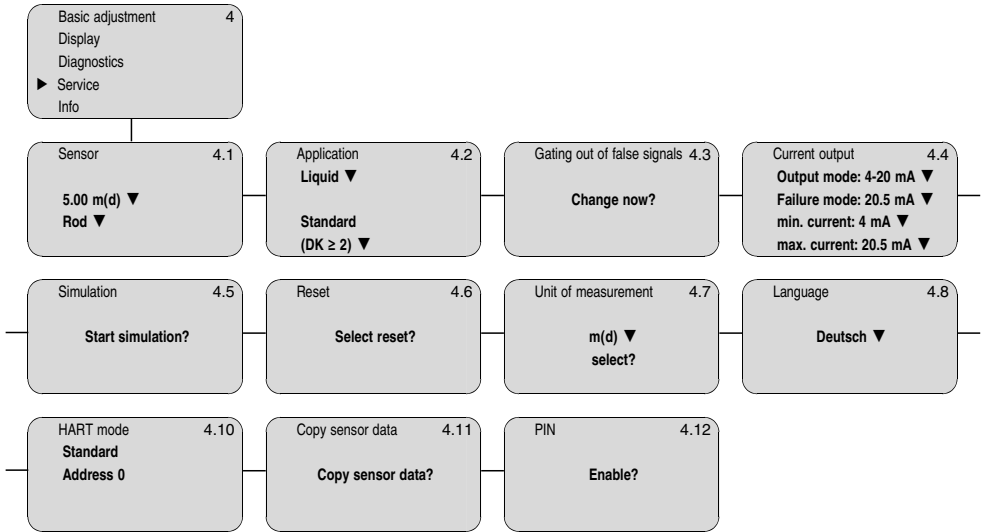 Basic adjustment 4
Display
Diagnostics
▶ Service
Info
Sensor 4.1
5.00 m(d) ▼
Rod ▼
Application 4.2
Liquid ▼
Standard
(DK ≥ 2) ▼
Gating out of false signals 4.3
Change now?
Current output 4.4
Output mode: 4-20 mA ▼
Failure mode: 20.5 mA ▼
min. current: 4 mA ▼
max. current: 20.5 mA ▼
Simulation 4.5
Start simulation?
Reset 4.6
Select reset?
Unit of measurement 4.7
m(d) ▼
select?
Language 4.8
Deutsch ▼
HART mode 4.10
Standard
Address 0
Copy sensor data 4.11
Copy sensor data?
PIN 4.12
Enable?